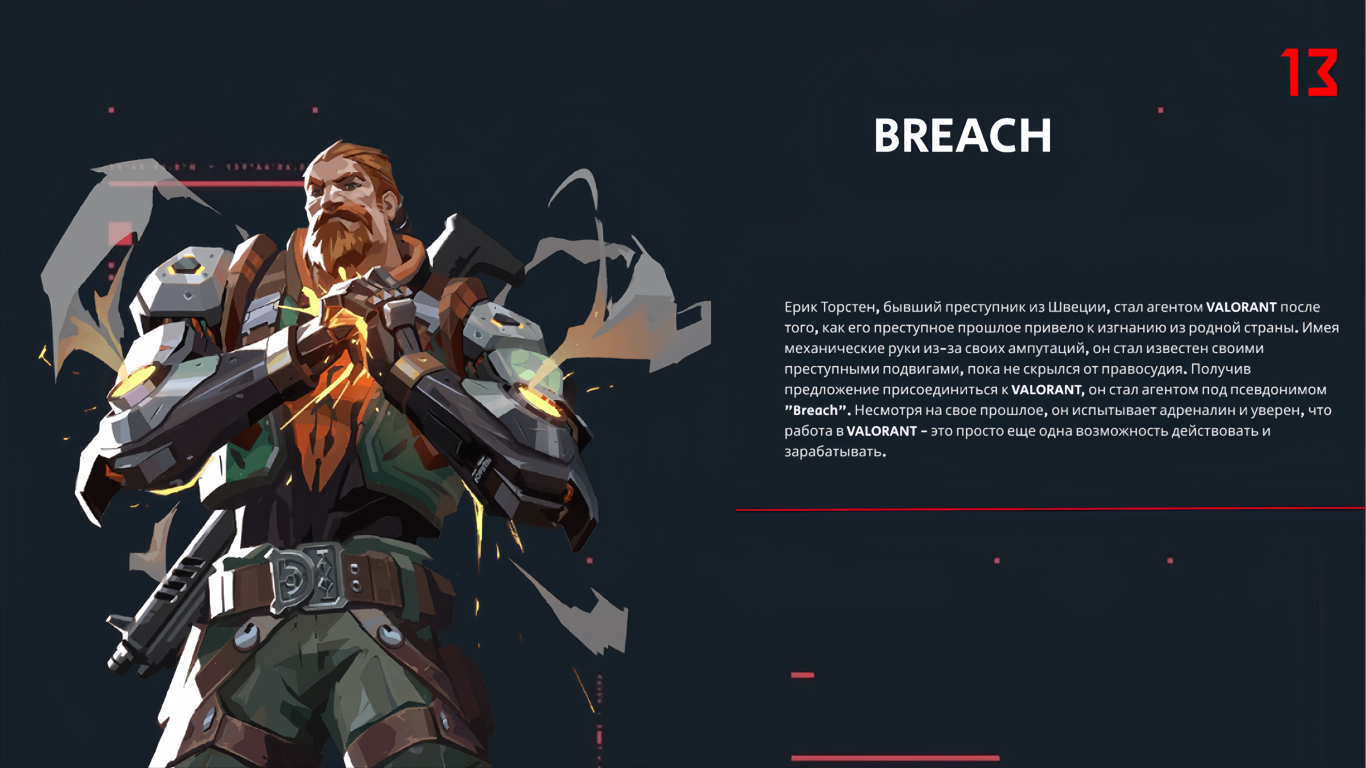 13
BREACH
Ерик Торстен, бывший преступник из Швеции, стал агентом VALORANT после
того, как его преступное прошлое привело к изгнанию из родной страны. Имея
механические руки из-за своих ампутаций, он стал известен своими
преступными подвигами, пока не скрылся от правосудия. Получив
предложение присоединиться к VALORANT, он стал агентом под псевдонимом
"Breach". Несмотря на свое прошлое, он испытывает адреналин и уверен, что
работа в VALORANT - это просто еще одна возможность действовать и
зарабатывать.